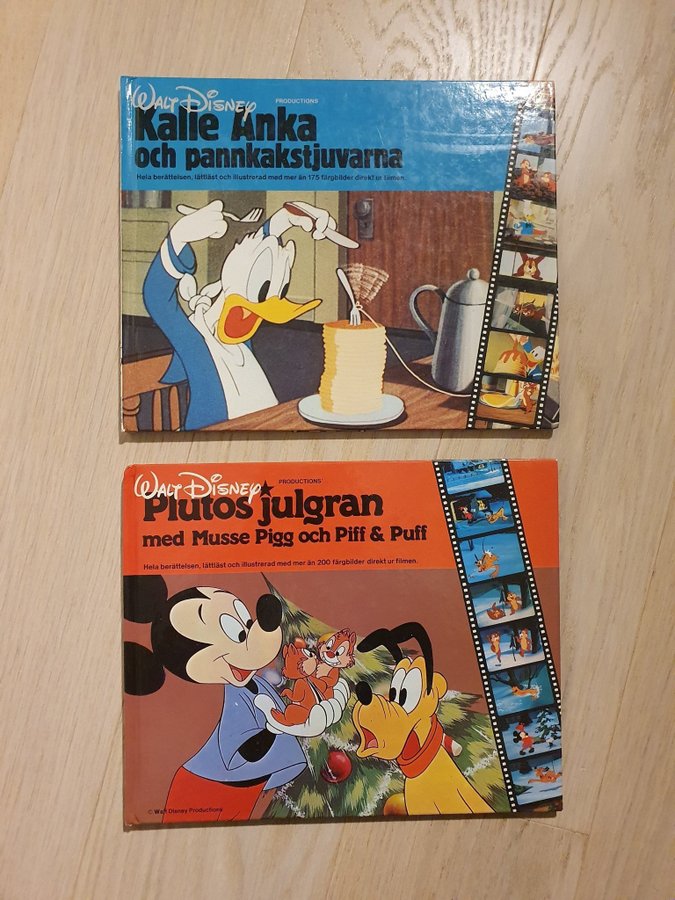 Walt Disney PRODUCTIONS
Kalle Anka
och pannkakstjuvarna
Hela berättelsen, lättläst och illustrerad med mer än 175 färgbilder direkt ur filmen.
Walt Disney PRODUCTIONS
Plutos julgran
med Musse Pigg och Piff & Puff
Hela berättelsen, lättläst och illustrerad med mer än 200 färgbilder direkt ur filmen.
© Walt Disney Productions